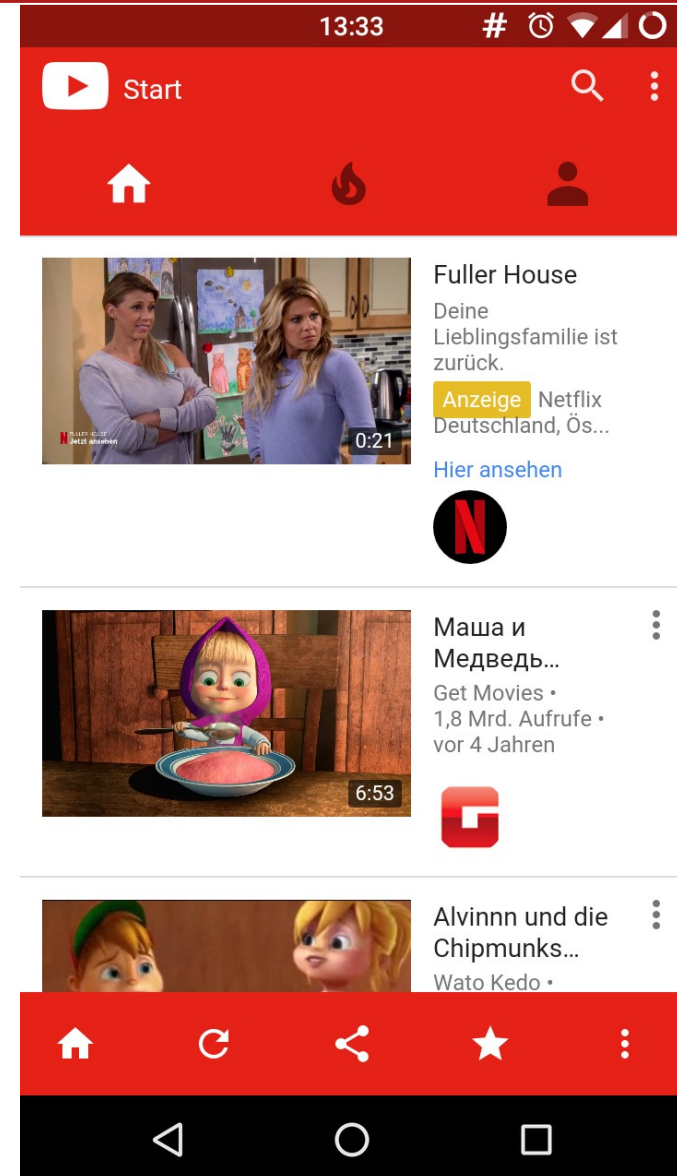 13:33
Start
Fuller House
Deine
Lieblingsfamilie ist
zurück.
Anzeige Netflix
Deutschland, Ös...
Hier ansehen
FULLER HOUSE
Jetzt ansehen
0:21
N
Маша и
Медведь...
Get Movies •
1,8 Mrd. Aufrufe •
vor 4 Jahren
6:53
Alvinnn und die
Chipmunks...
Wato Kedo •